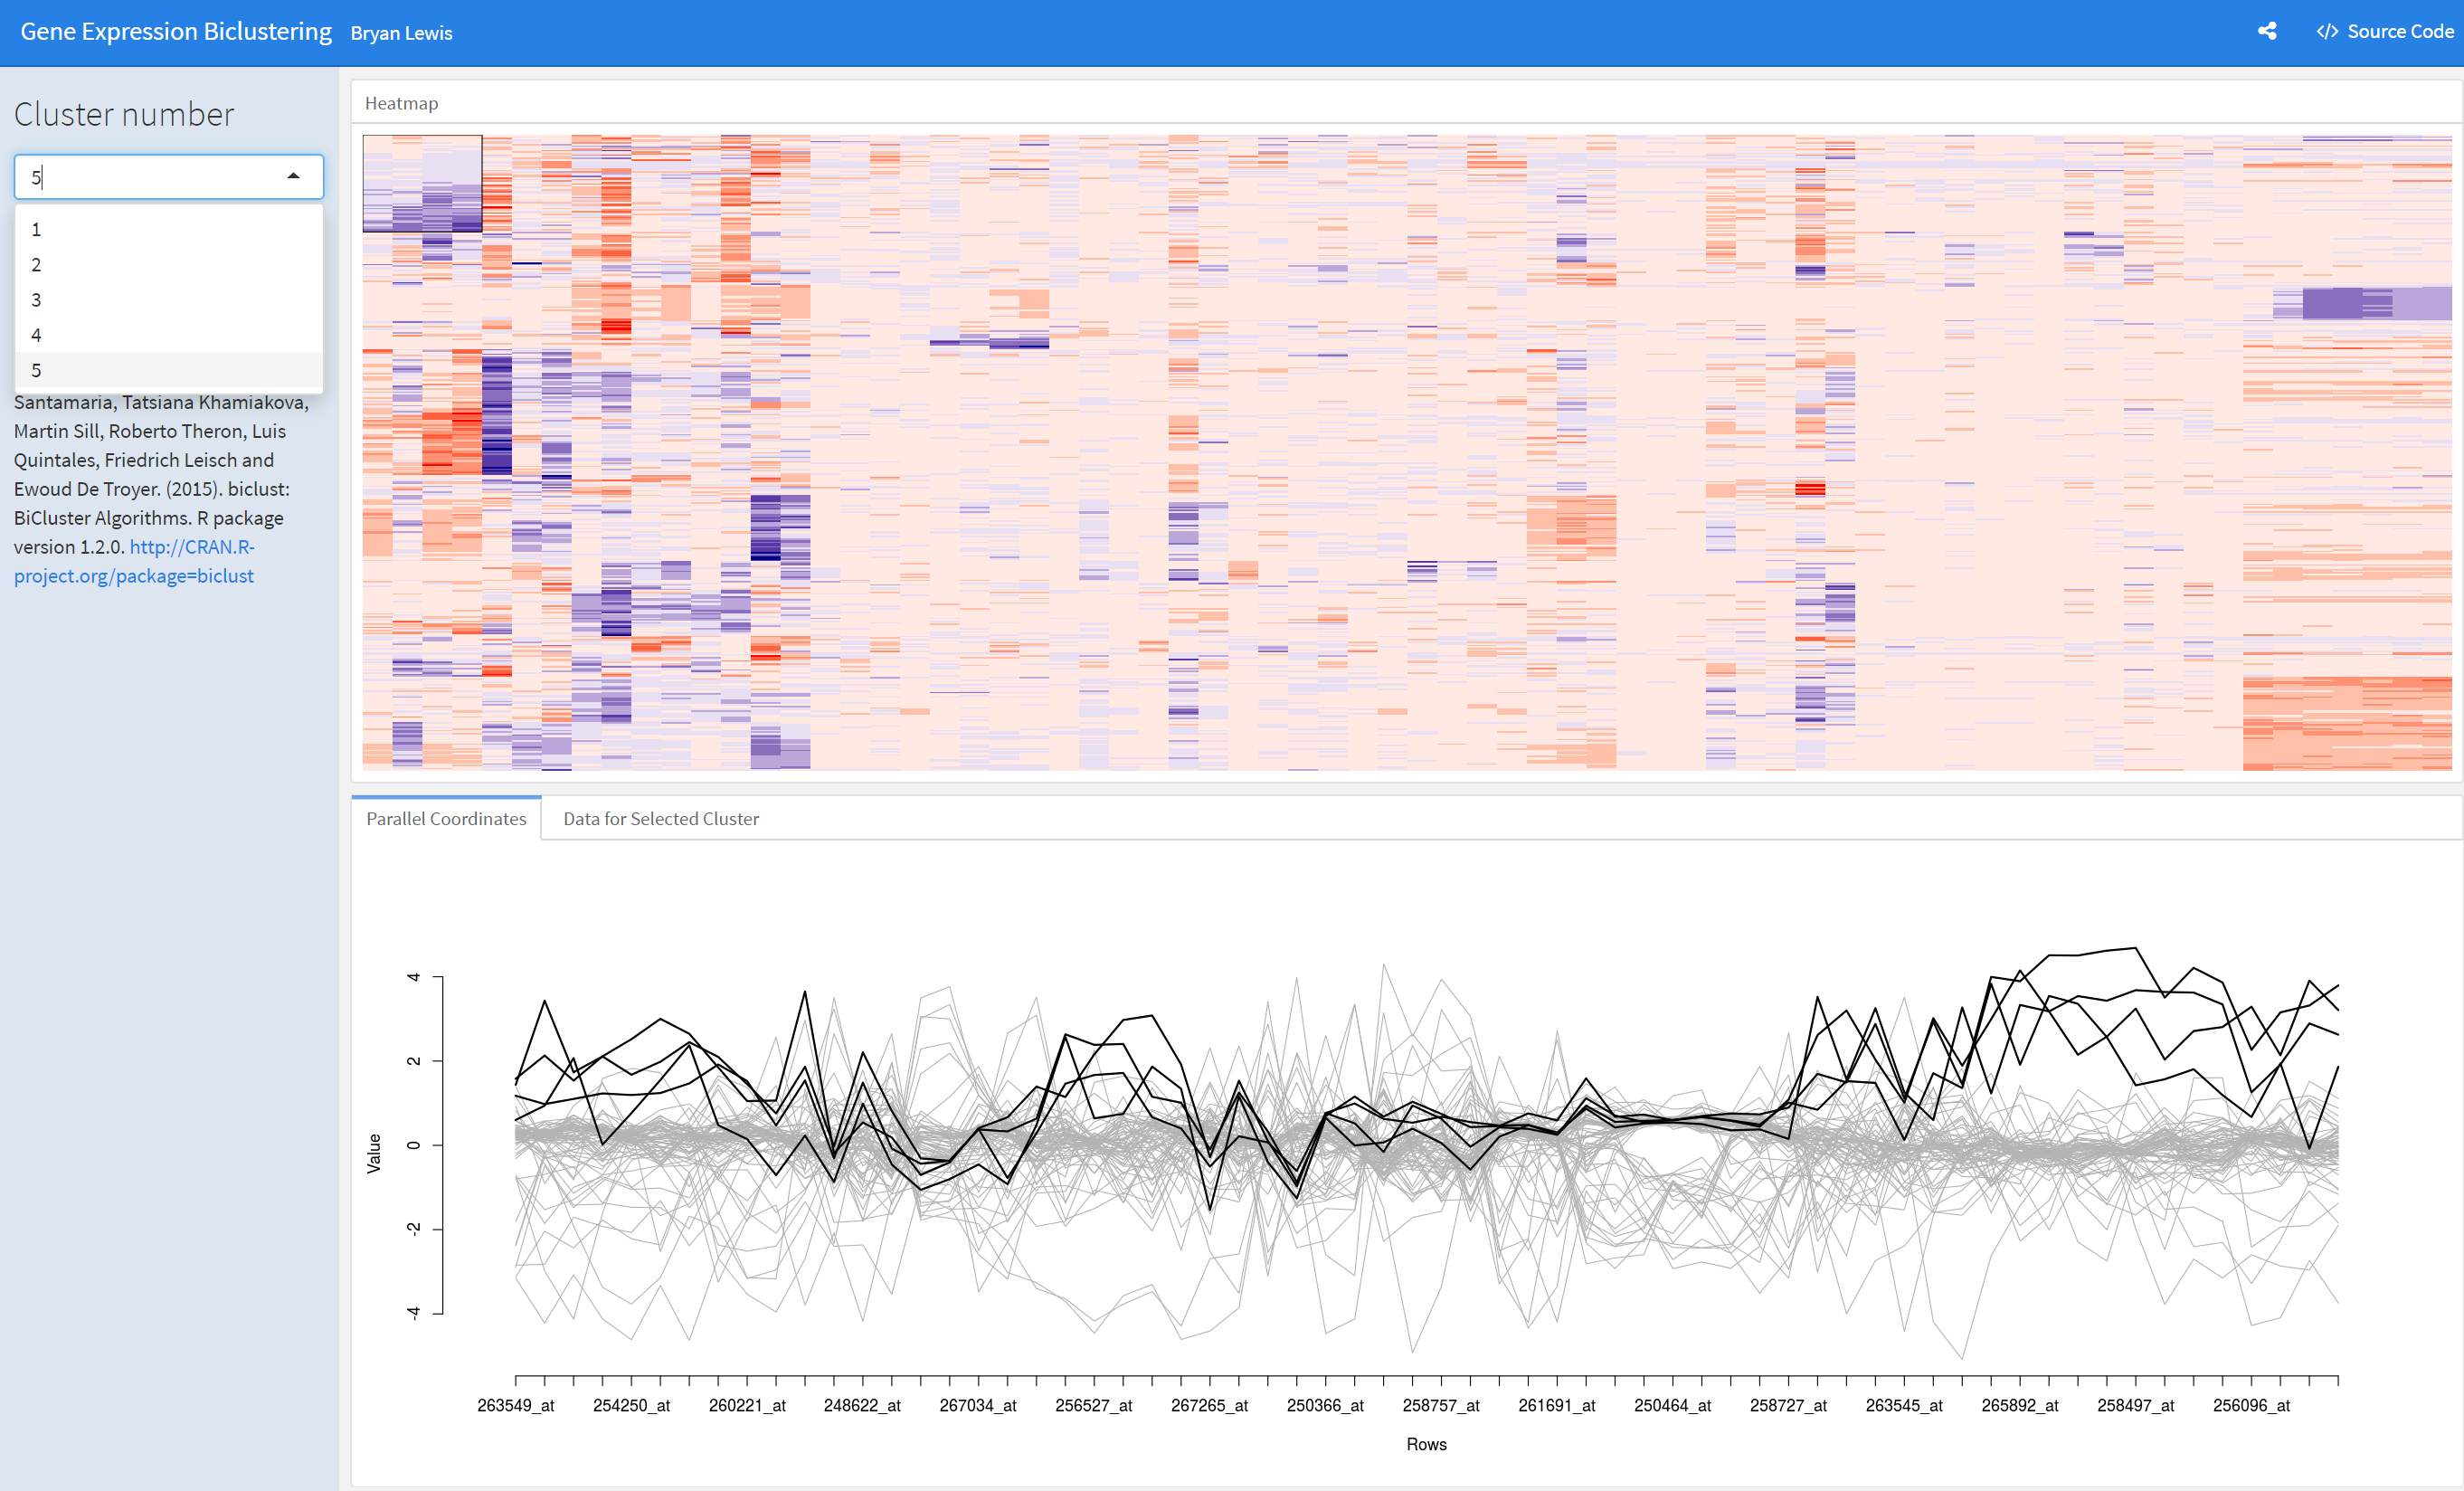 Gene Expression Biclustering Bryan Lewis
</> Source Code
Cluster number
5
1
2
3
4
5
Santamaria, Tatsiana Khamiakova,
Martin Sill, Roberto Theron, Luis
Quintales, Friedrich Leisch and
Ewoud De Troyer. (2015). biclust:
BiCluster Algorithms. R package
version 1.2.0. http://CRAN.R-
project.org/package=biclust
Heatmap
Parallel Coordinates
Data for Selected Cluster
Value
4
2
0
-2
-4
263549_at 254250_at 260221_at 248622_at 267034_at 256527_at 267265_at 250366_at 258757_at 261691_at 250464_at 258727_at 263545_at 265892_at 258497_at 256096_at
Rows